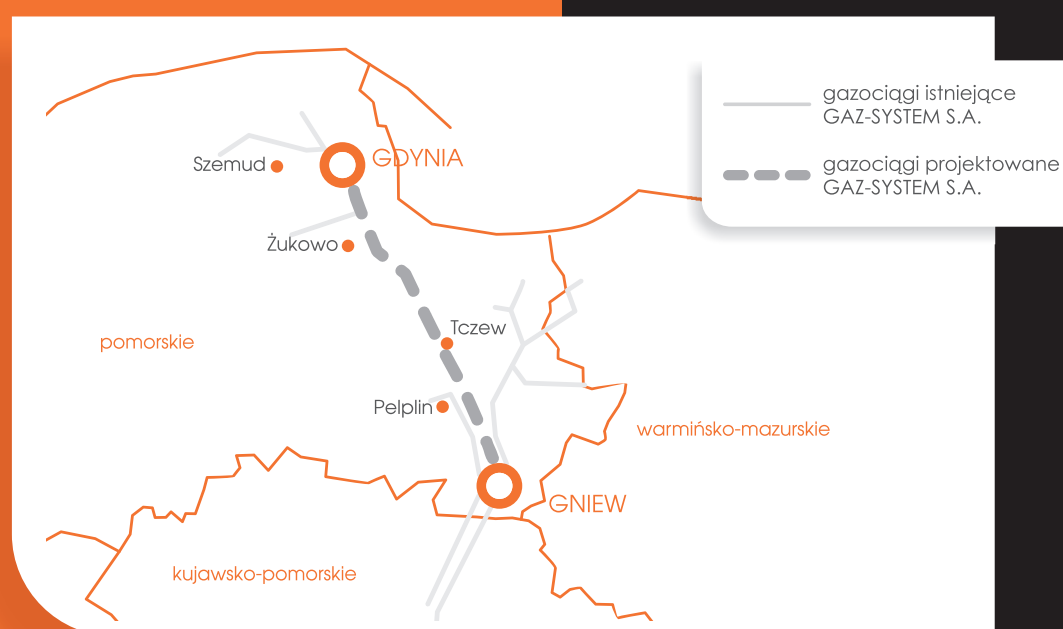 gazociągi istniejące
GAZ-SYSTEM S.A.
gazociągi projektowane
GAZ-SYSTEM S.A.
GDYNIA
Szemud
Żukowo
Tczew
pomorskie
Pelplin
warmińsko-mazurskie
GNIEW
kujawsko-pomorskie